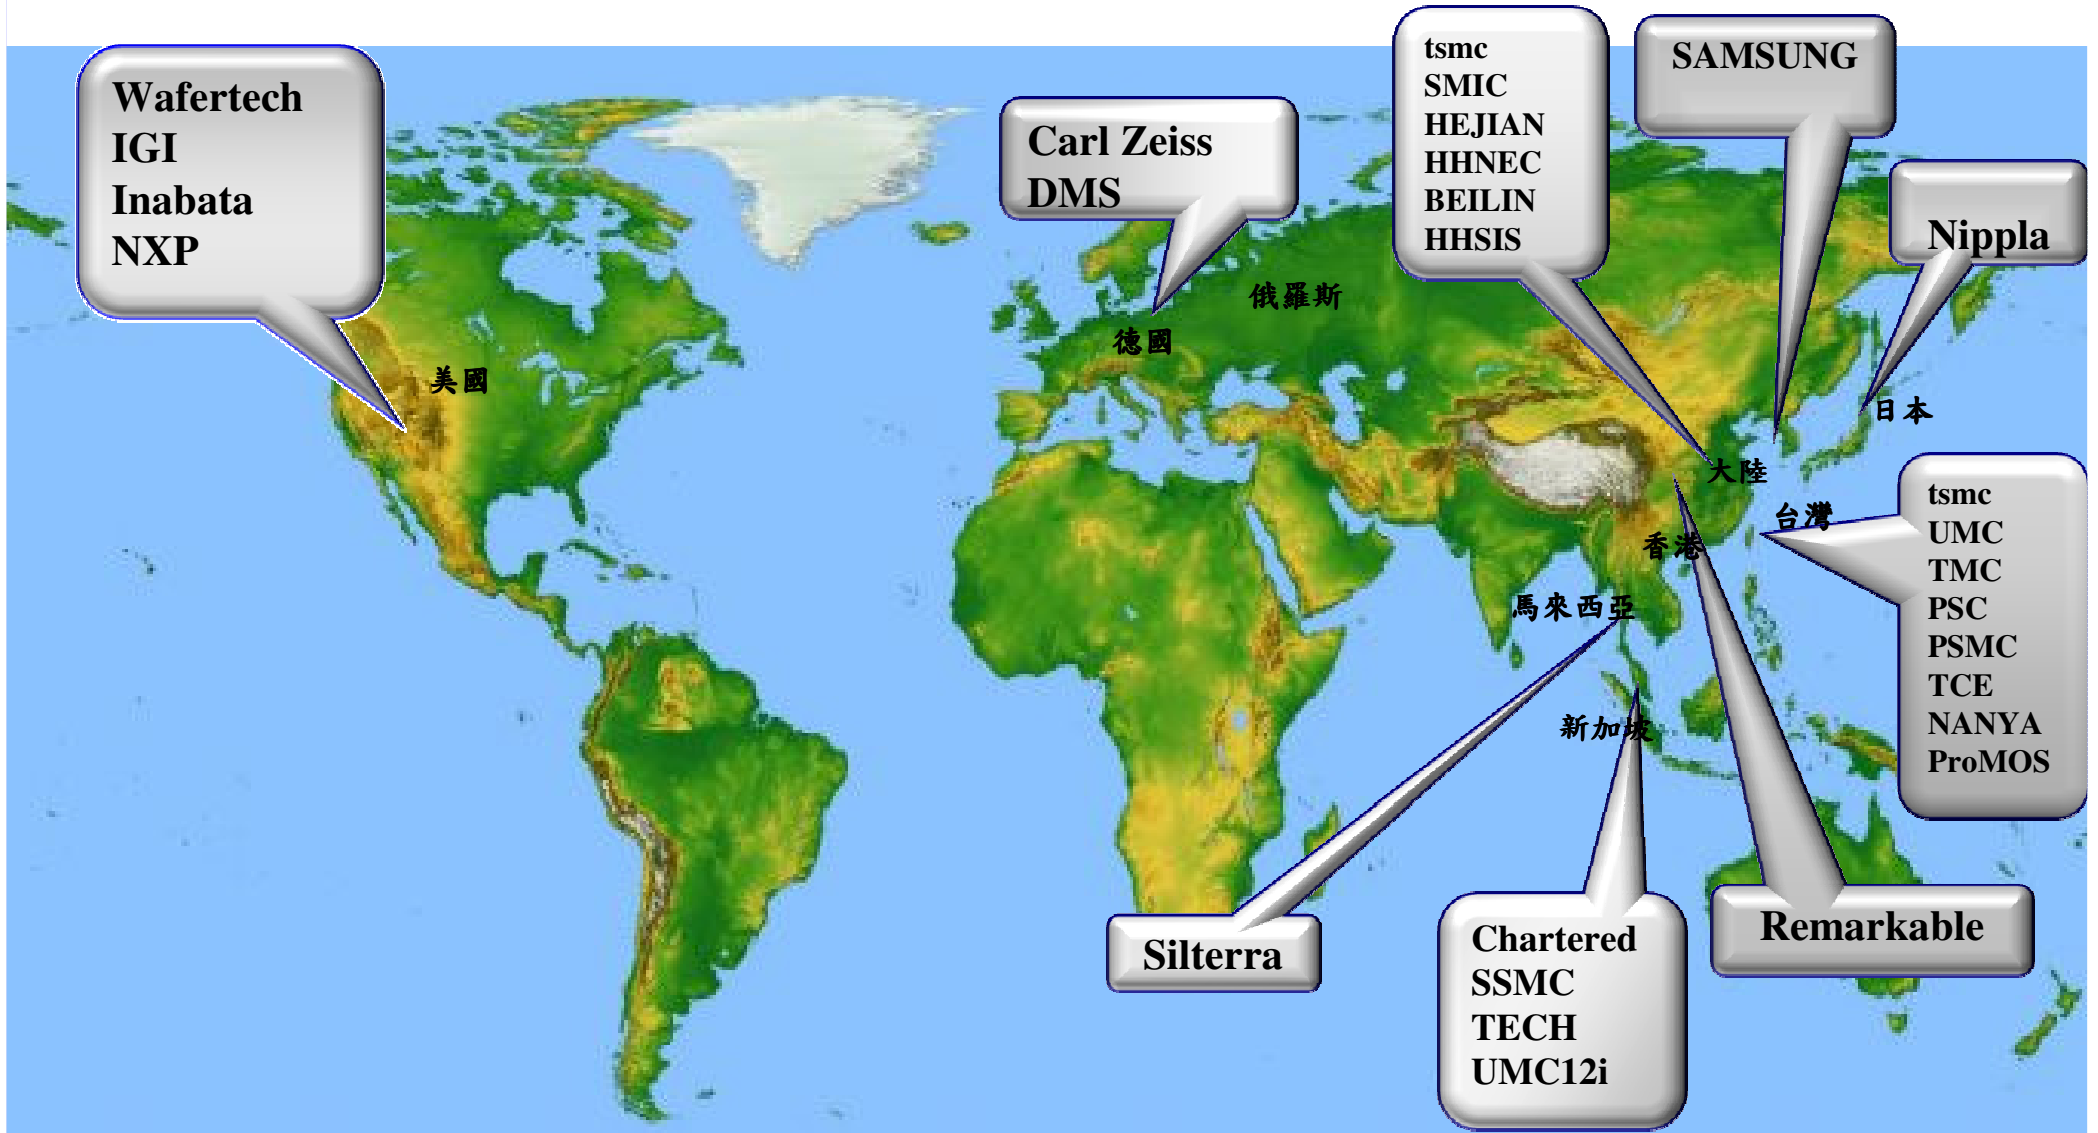 Wafertech
IGI
Inabata
NXP
Carl Zeiss
DMS
tsmc
SMIC
HEJIAN
HHNEC
BEILIN
HHSIS
SAMSUNG
Nippla
俄羅斯
德國
美國
日本
大陸
台灣
香港
馬來西亞
新加坡
tsmc
UMC
TMC
PSC
PSMC
TCE
NANYA
ProMOS
Silterra
Chartered
SSMC
TECH
UMC12i
Remarkable